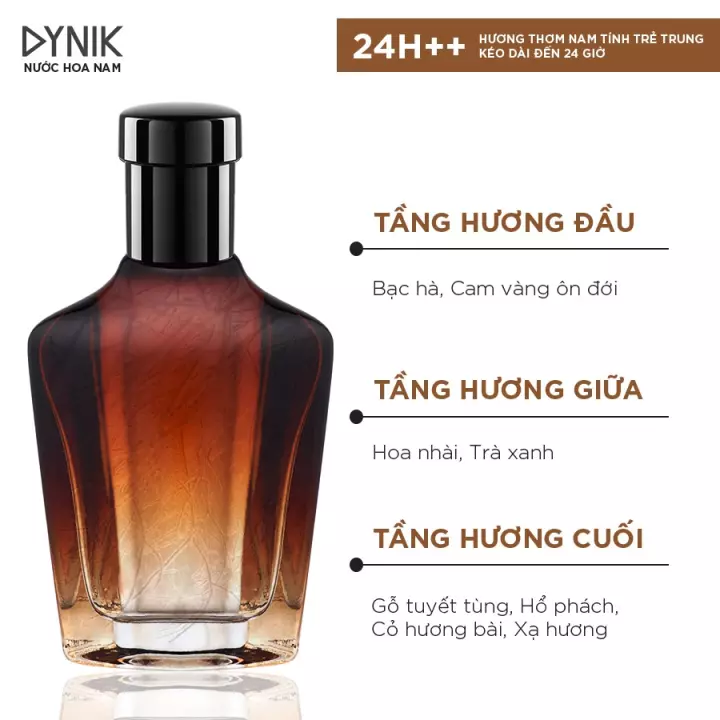 DYNIK
NƯỚC HOA NAM
24H++
HƯƠNG THƠM NAM TÍNH TRẺ TRUNG
KÉO DÀI ĐẾN 24 GIỜ
TẦNG HƯƠNG ĐẦU
Bạc hà, Cam vàng ôn đới
TẦNG HƯƠNG GIỮA
Hoa nhài, Trà xanh
TẦNG HƯƠNG CUỐI
Gỗ tuyết tùng, Hổ phách,
Cỏ hương bài, Xạ hương